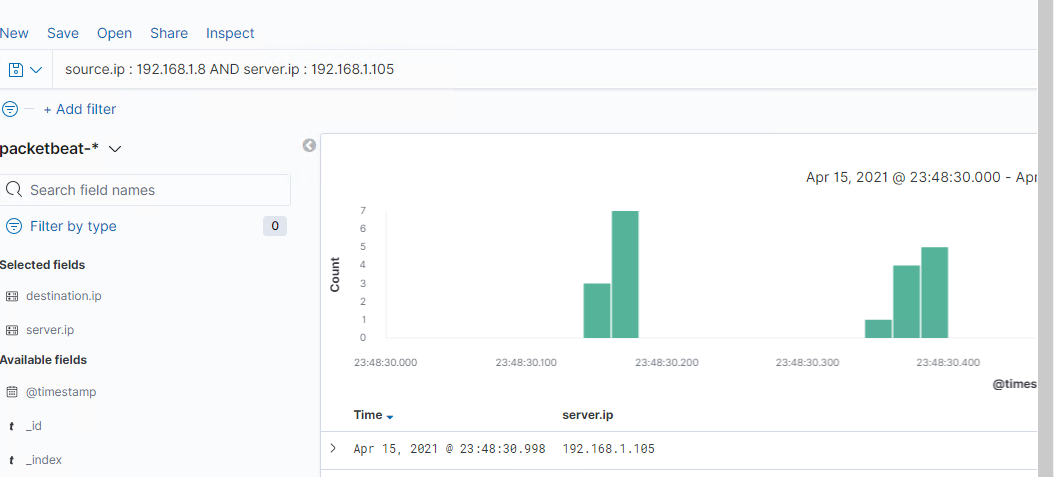 New Save Open Share Inspect
source.ip : 192.168.1.8 AND server.ip : 192.168.1.105
+ Add filter
packetbeat-*
Search field names
Filter by type 0
Selected fields
destination.ip
server.ip
Available fields
@timestamp
t _id
t _index
Apr 15, 2021 @ 23:48:30.000 - Apr
7
6
5
4
3
2
1
0
Count
23:48:30.000 23:48:30.100 23:48:30.200 23:48:30.300 23:48:30.400
@times
Time server.ip
Apr 15, 2021 @ 23:48:30.998 192.168.1.105